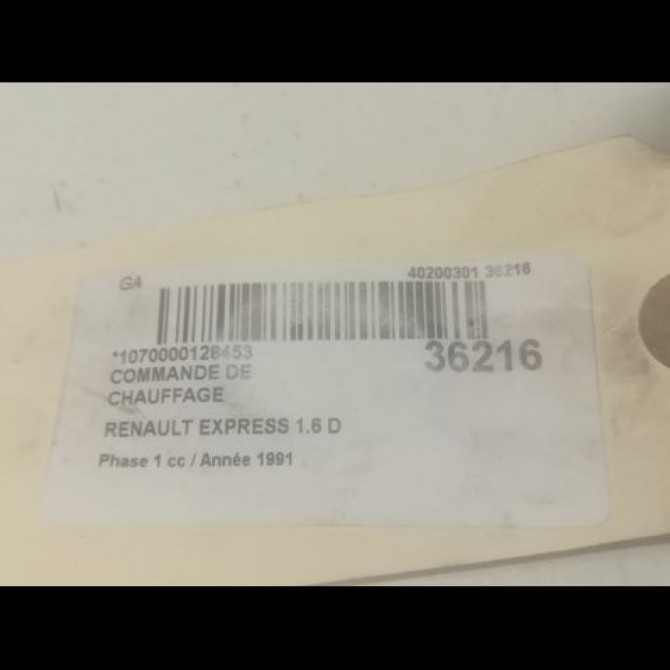 GA 40200301 36216
*1070000128453 36216
COMMANDE DE
CHAUFFAGE
RENAULT EXPRESS 1.6 D
Phase 1 cc / Année 1991